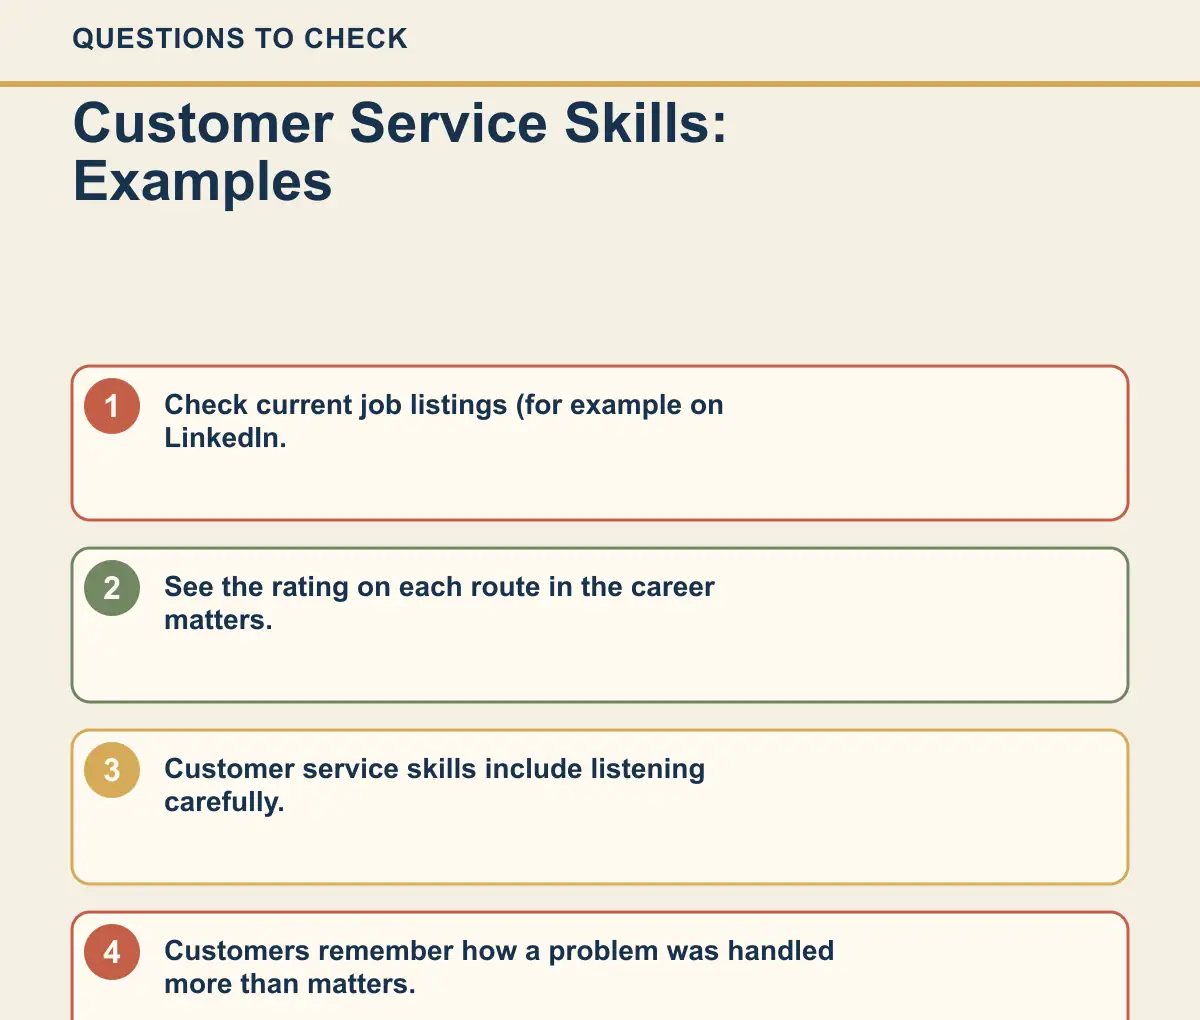 QUESTIONS TO CHECK
Customer Service Skills:
Examples
1
Check current job listings (for example on
LinkedIn.
2
See the rating on each route in the career
matters.
3
Customer service skills include listening
carefully.
4
Customers remember how a problem was handled
more than matters.